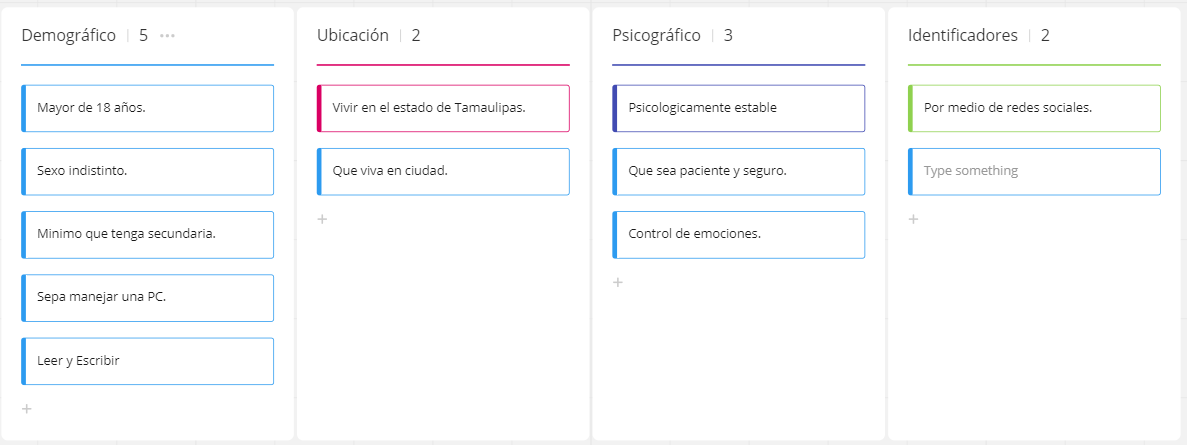 Demográfico | 5 ···
Mayor de 18 años.
Sexo indistinto.
Minimo que tenga secundaria.
Sepa manejar una PC.
Leer y Escribir
+
Ubicación | 2
Vivir en el estado de Tamaulipas.
Que viva en ciudad.
+
Psicográfico | 3
Psicologicamente estable
Que sea paciente y seguro.
Control de emociones.
+
Identificadores | 2
Por medio de redes sociales.
Type something
+